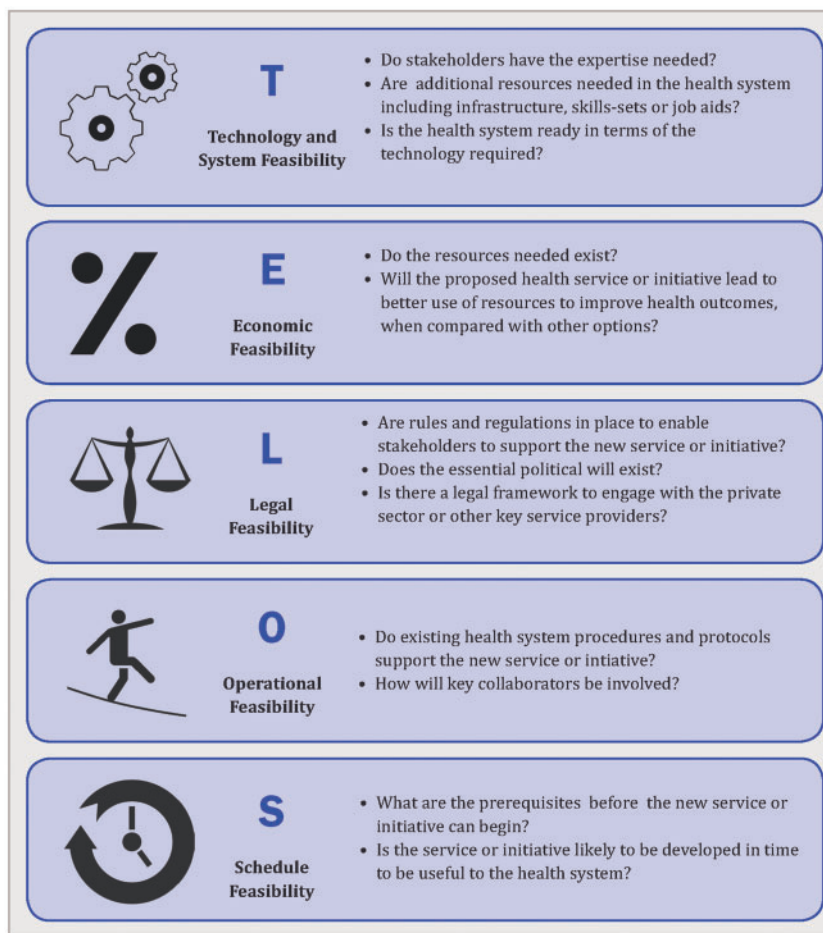 T
Technology and
System Feasibility
• Do stakeholders have the expertise needed?
• Are additional resources needed in the health system
including infrastructure, skills-sets or job aids?
• Is the health system ready in terms of the
technology required?
E
Economic
Feasibility
• Do the resources needed exist?
• Will the proposed health service or initiative lead to
better use of resources to improve health outcomes,
when compared with other options?
L
Legal
Feasibility
• Are rules and regulations in place to enable
stakeholders to support the new service or initiative?
• Does the essential political will exist?
• Is there a legal framework to engage with the private
sector or other key service providers?
O
Operational
Feasibility
• Do existing health system procedures and protocols
support the new service or intiative?
• How will key collaborators be involved?
S
Schedule
Feasibility
• What are the prerequisites before the new service or
initiative can begin?
• Is the service or initiative likely to be developed in time
to be useful to the health system?